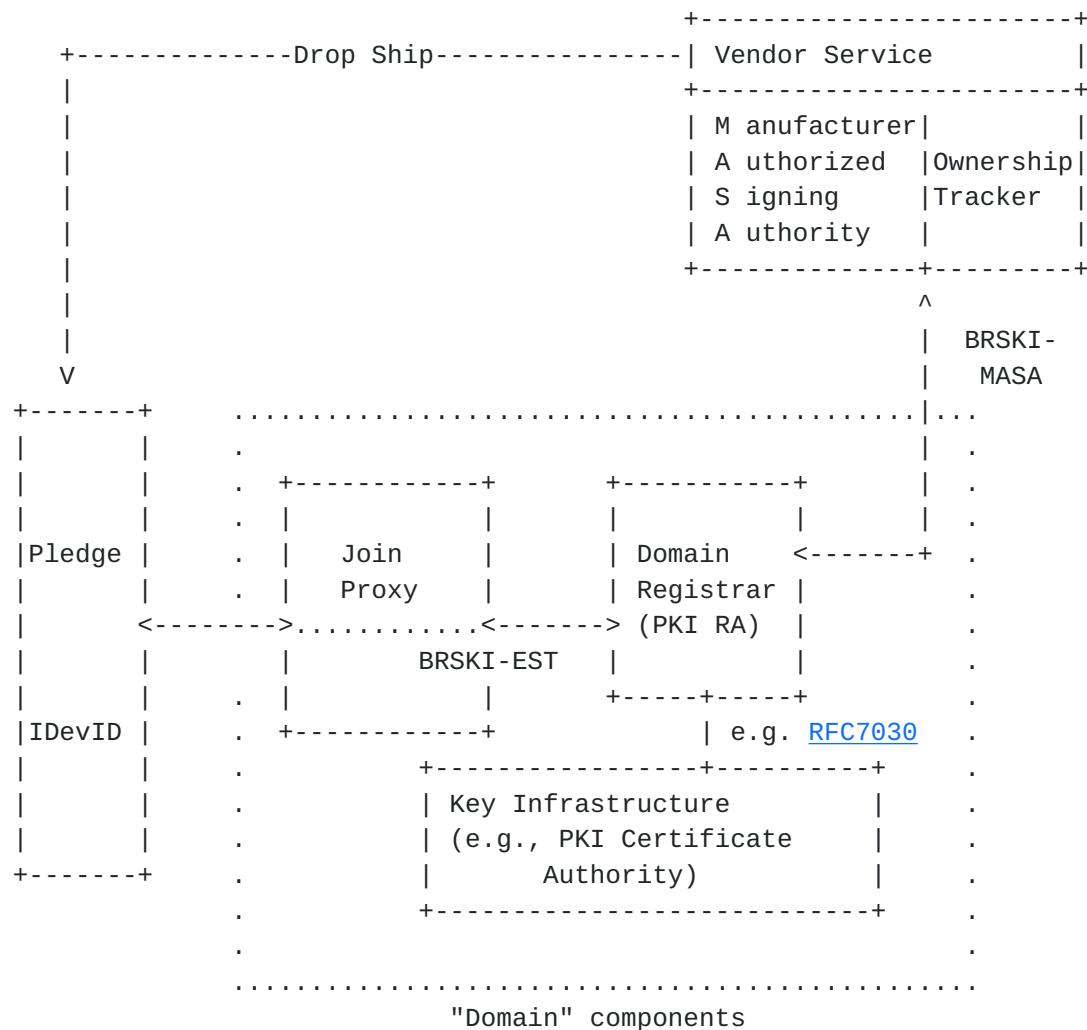 Drop Ship
Vendor Service
M anufacturer
A uthorized
Ownership
S igning
Tracker
A uthority
V
^
BRSKI-
MASA
Pledge
Join
Domain
Proxy
Registrar
(PKI RA)
BRSKI-EST
IDevID
e.g. RFC7030
Key Infrastructure
(e.g., PKI Certificate
Authority)
"Domain" components